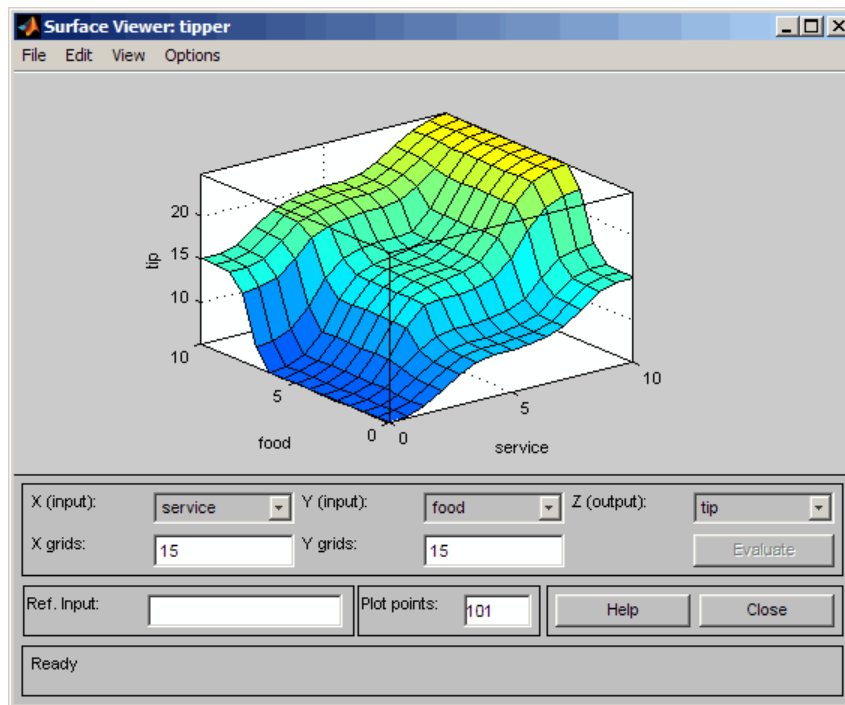 Surface Viewer: tipper
File Edit View Options
20
15
10
tip
10
5
0
food
0
5
10
service
X (input): service Y (input): food Z (output): tip
X grids: 15 Y grids: 15 Evaluate
Ref. Input: Plot points: 101 Help Close
Ready